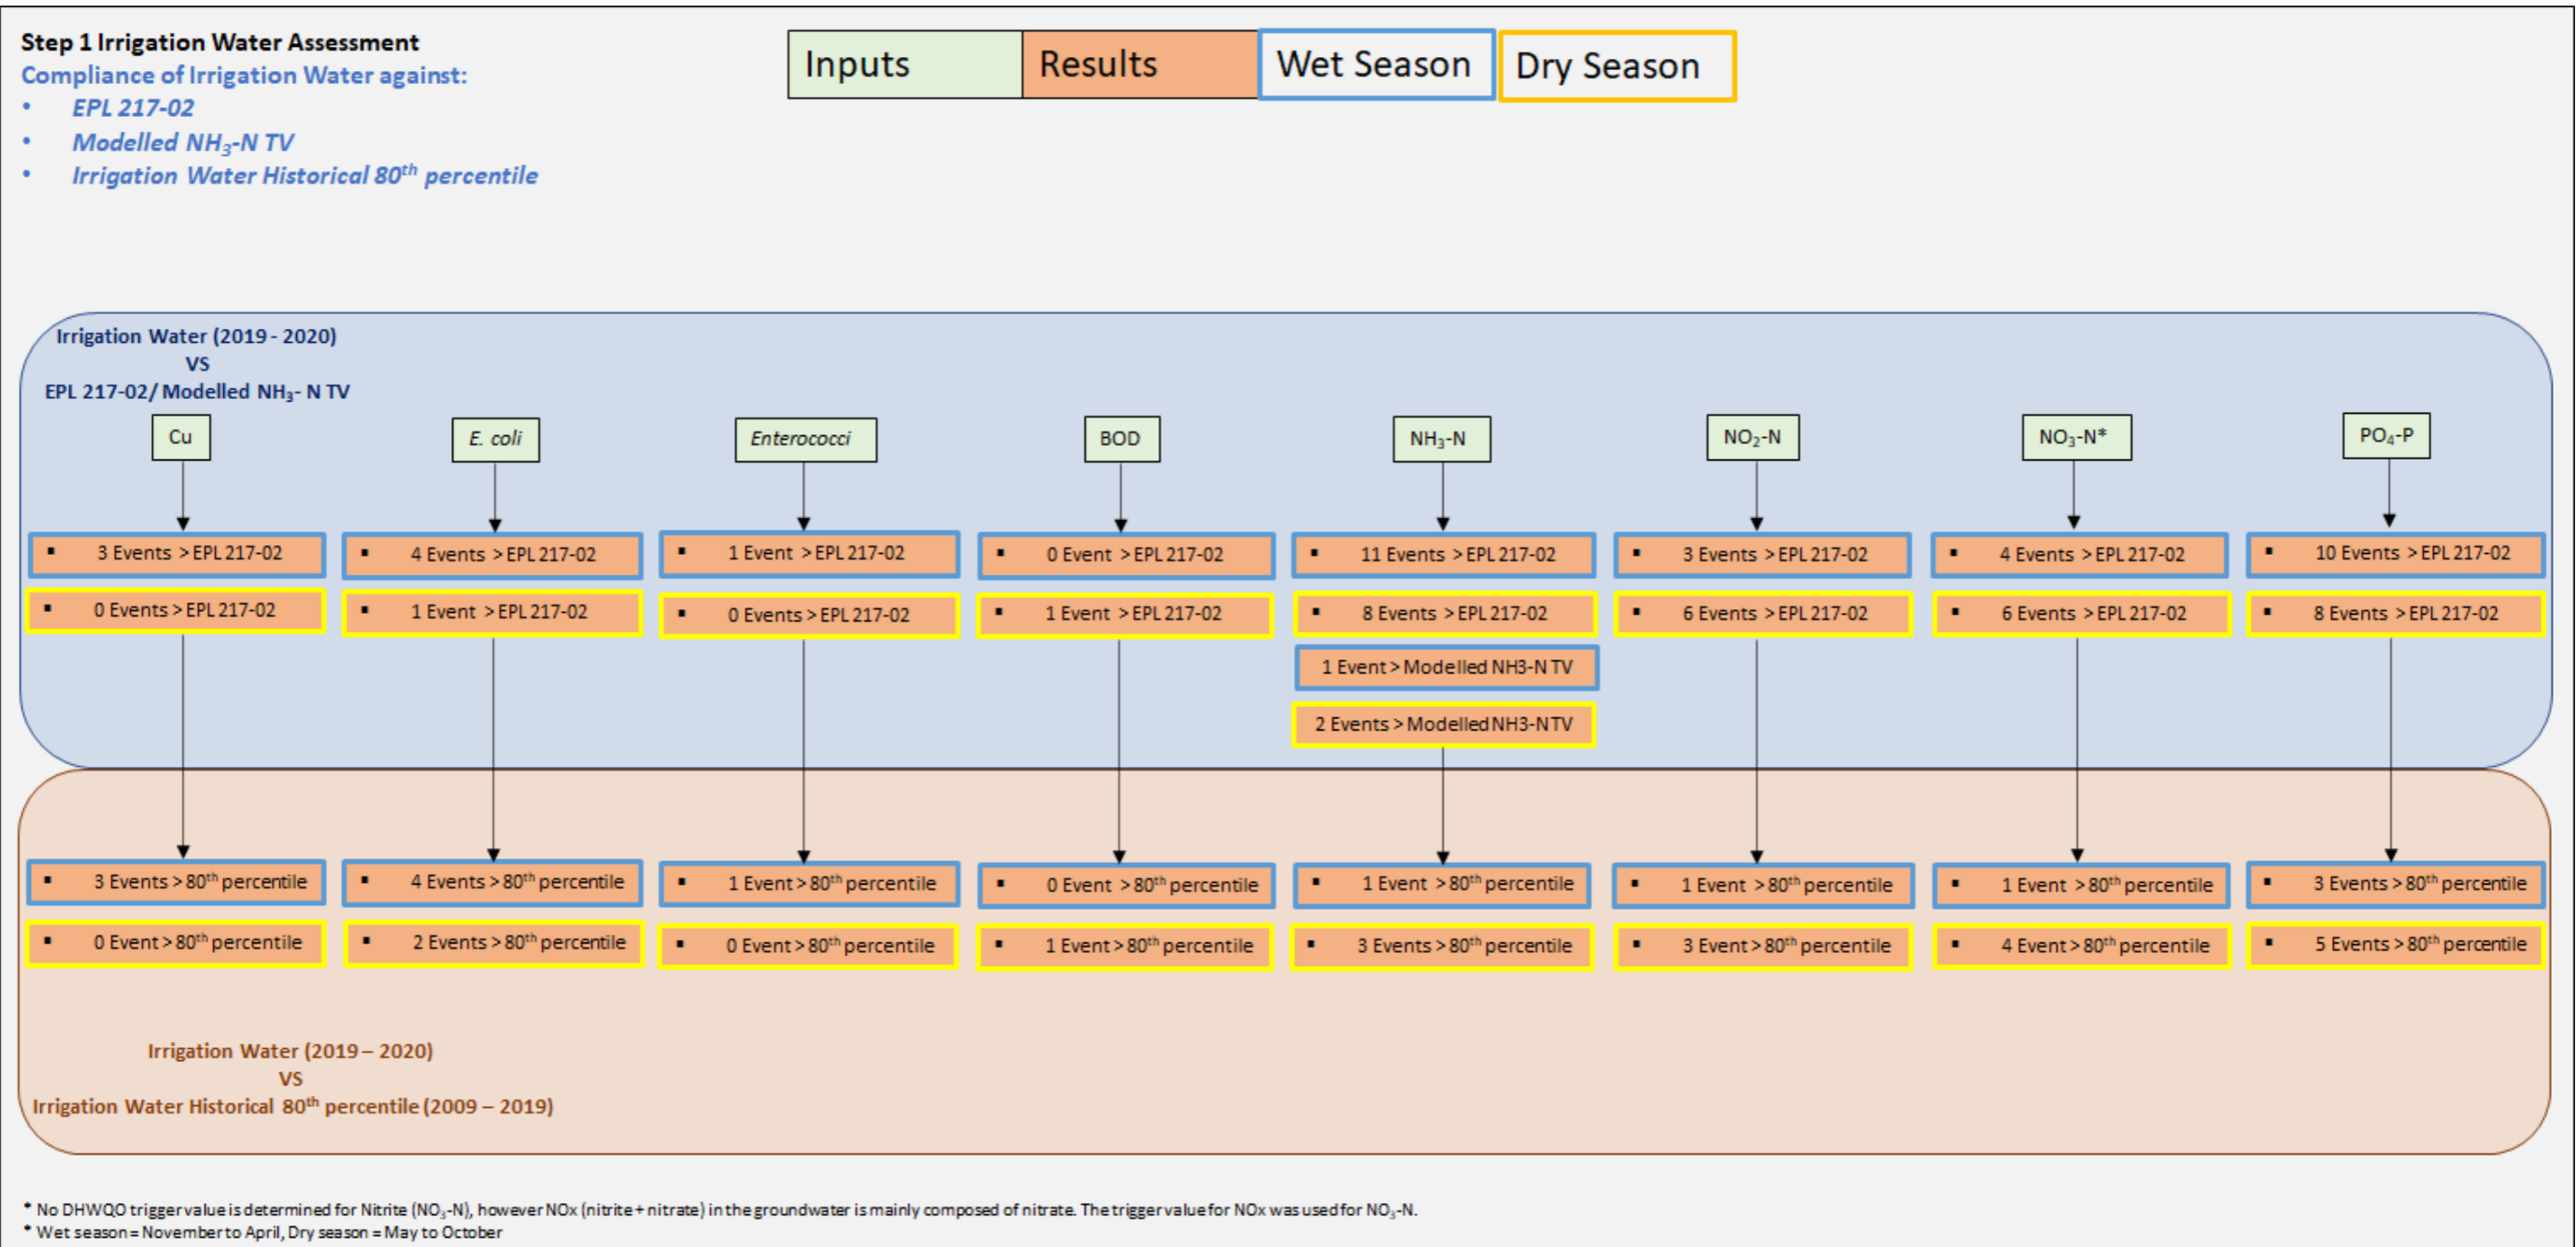 Step 1 Irrigation Water Assessment
Compliance of Irrigation Water against:
• EPL 217-02
• Modelled NH₃-N TV
• Irrigation Water Historical 80ᵗʰ percentile
Inputs
Results
Wet Season
Dry Season
Irrigation Water (2019 - 2020)
VS
EPL 217-02/ Modelled NH₃- N TV
Cu
E. coli
Enterococci
BOD
NH₃-N
NO₂-N
NO₃-N*
PO₄-P
▪ 3 Events > EPL 217-02
▪ 4 Events > EPL 217-02
▪ 1 Event > EPL 217-02
▪ 0 Event > EPL 217-02
▪ 11 Events > EPL 217-02
▪ 3 Events > EPL 217-02
▪ 4 Events > EPL 217-02
▪ 10 Events > EPL 217-02
▪ 0 Events > EPL 217-02
▪ 1 Event > EPL 217-02
▪ 0 Events > EPL 217-02
▪ 1 Event > EPL 217-02
▪ 8 Events > EPL 217-02
▪ 6 Events > EPL 217-02
▪ 6 Events > EPL 217-02
▪ 8 Events > EPL 217-02
1 Event > Modelled NH3-N TV
2 Events > Modelled NH3-N TV
▪ 3 Events > 80ᵗʰ percentile
▪ 4 Events > 80ᵗʰ percentile
▪ 1 Event > 80ᵗʰ percentile
▪ 0 Event > 80ᵗʰ percentile
▪ 1 Event > 80ᵗʰ percentile
▪ 1 Event > 80ᵗʰ percentile
▪ 1 Event > 80ᵗʰ percentile
▪ 3 Events > 80ᵗʰ percentile
▪ 0 Event > 80ᵗʰ percentile
▪ 2 Events > 80ᵗʰ percentile
▪ 0 Event > 80ᵗʰ percentile
▪ 1 Event > 80ᵗʰ percentile
▪ 3 Events > 80ᵗʰ percentile
▪ 3 Event > 80ᵗʰ percentile
▪ 4 Event > 80ᵗʰ percentile
▪ 5 Events > 80ᵗʰ percentile
Irrigation Water (2019 – 2020)
VS
Irrigation Water Historical 80ᵗʰ percentile (2009 – 2019)
* No DHWQO trigger value is determined for Nitrite (NO₃-N), however NOx (nitrite + nitrate) in the groundwater is mainly composed of nitrate. The trigger value for NOx was used for NO₃-N.
* Wet season = November to April, Dry season = May to October